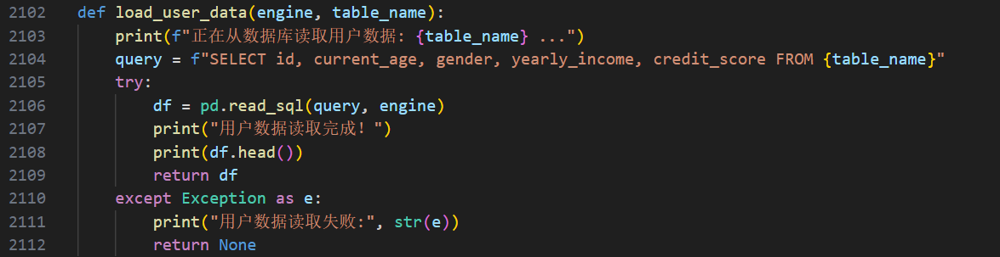 2102 def load_user_data(engine, table_name):
2103     print(f"正在从数据库读取用户数据: {table_name} ...")
2104     query = f"SELECT id, current_age, gender, yearly_income, credit_score FROM {table_name}"
2105     try:
2106         df = pd.read_sql(query, engine)
2107         print("用户数据读取完成！")
2108         print(df.head())
2109         return df
2110     except Exception as e:
2111         print("用户数据读取失败:", str(e))
2112         return None